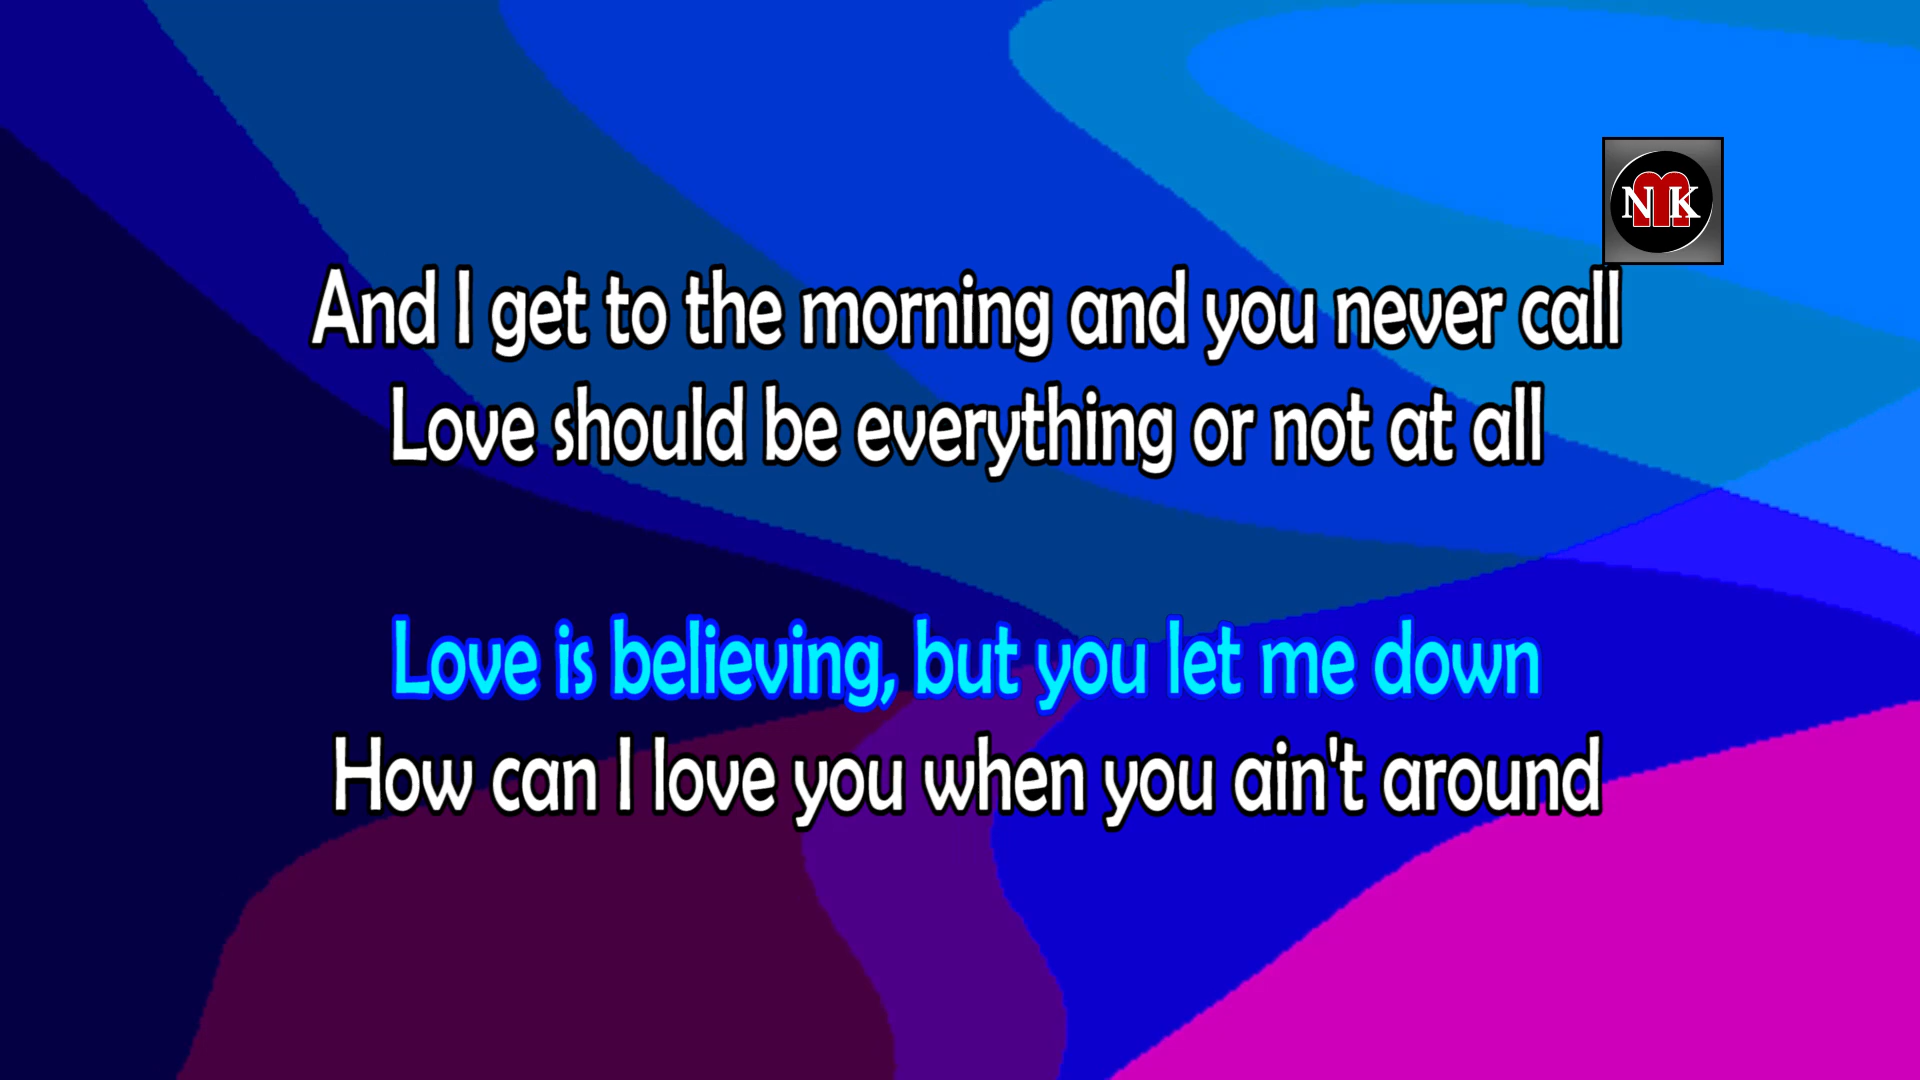 NMK
And I get to the morning and you never call
Love should be everything or not at all
Love is believing, but you let me down
How can I love you when you ain't around